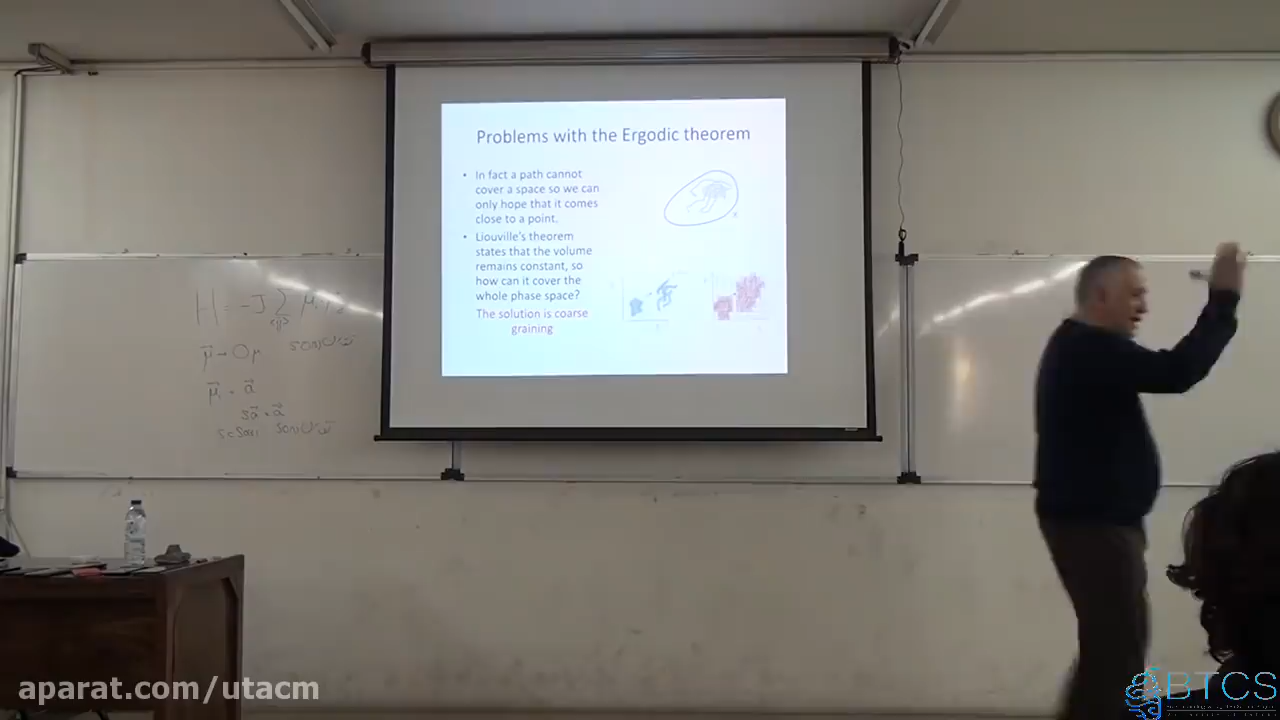 Problems with the Ergodic theorem
• In fact a path cannot
cover a space so we can
only hope that it comes
close to a point.
• Liouville's theorem
states that the volume
remains constant, so
how can it cover the
whole phase space?
The solution is coarse
graining
x
H = -J Σ
aparat.com/utacm
BTCS